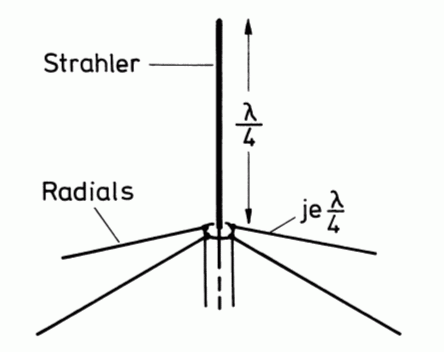 Strahler
λ/4
Radials
je λ/4